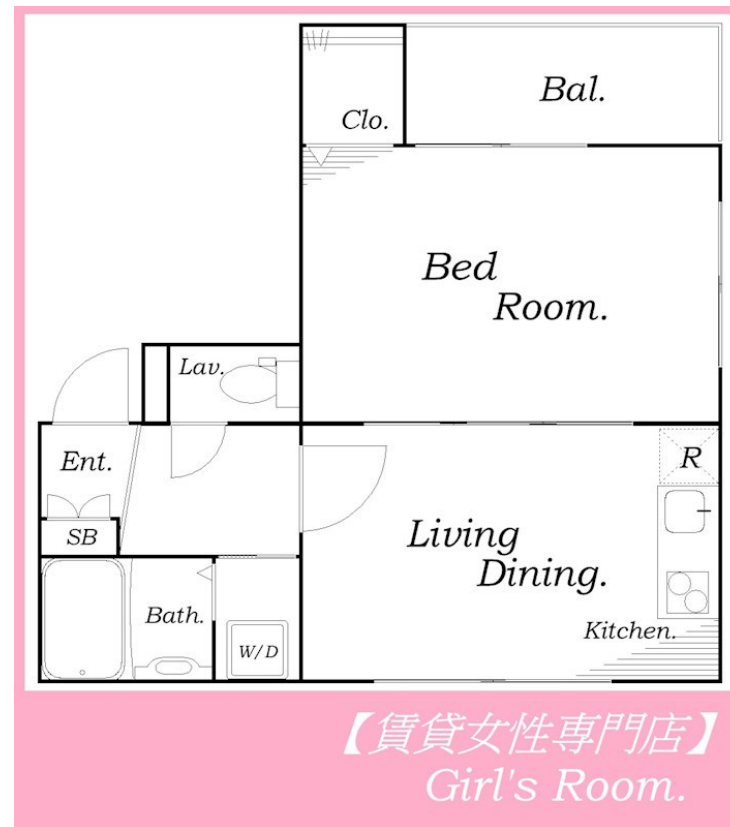 Bal.
Clo.
Bed
Room.
Lav.
Ent.
R
SB
Living
Dining.
Bath.
Kitchen.
W/D
【賃貸女性専門店】
Girl's Room.